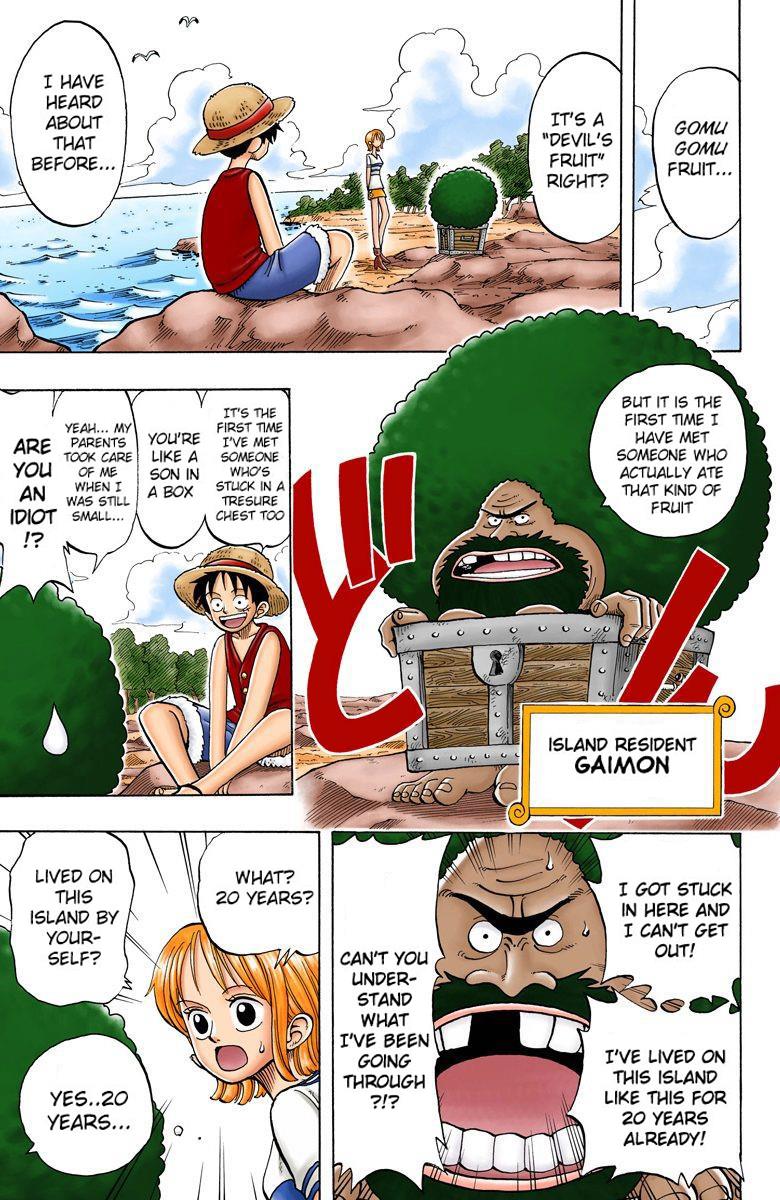 GOMU
GOMU
FRUIT...
IT'S A
"DEVIL'S
FRUIT"
RIGHT?
I HAVE
HEARD
ABOUT
THAT
BEFORE...
BUT IT IS THE
FIRST TIME I
HAVE MET
SOMEONE WHO
ACTUALLY ATE
THAT KIND OF
FRUIT
ドン
ISLAND RESIDENT
GAIMON
IT'S THE
FIRST TIME
I'VE MET
SOMEONE
WHO'S
STUCK IN A
TRESURE
CHEST TOO
YOU'RE
LIKE A
SON IN
A BOX
YEAH... MY
PARENTS
TOOK CARE
OF ME
WHEN I
WAS STILL
SMALL...
ARE
YOU
AN
IDIOT
!?
I GOT STUCK
IN HERE AND
I CAN'T GET
OUT!
I'VE LIVED ON
THIS ISLAND
LIKE THIS FOR
20 YEARS
ALREADY!
CAN'T YOU
UNDER-
STAND
WHAT
I'VE BEEN
GOING
THROUGH
?!?
WHAT?
20 YEARS?
LIVED ON
THIS
ISLAND BY
YOUR-
SELF?
YES..20
YEARS...